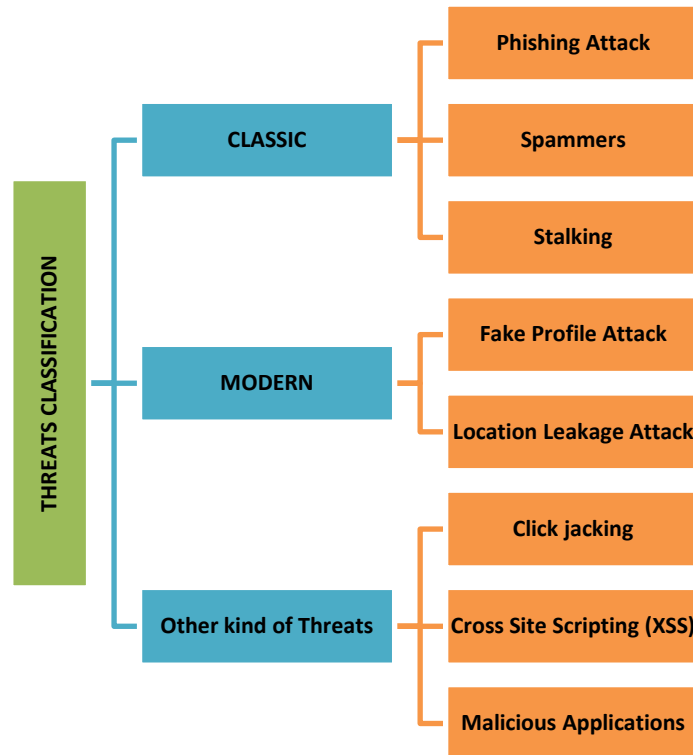 THREATS CLASSIFICATION
CLASSIC
Phishing Attack
Spammers
Stalking
MODERN
Fake Profile Attack
Location Leakage Attack
Other kind of Threats
Click jacking
Cross Site Scripting (XSS)
Malicious Applications